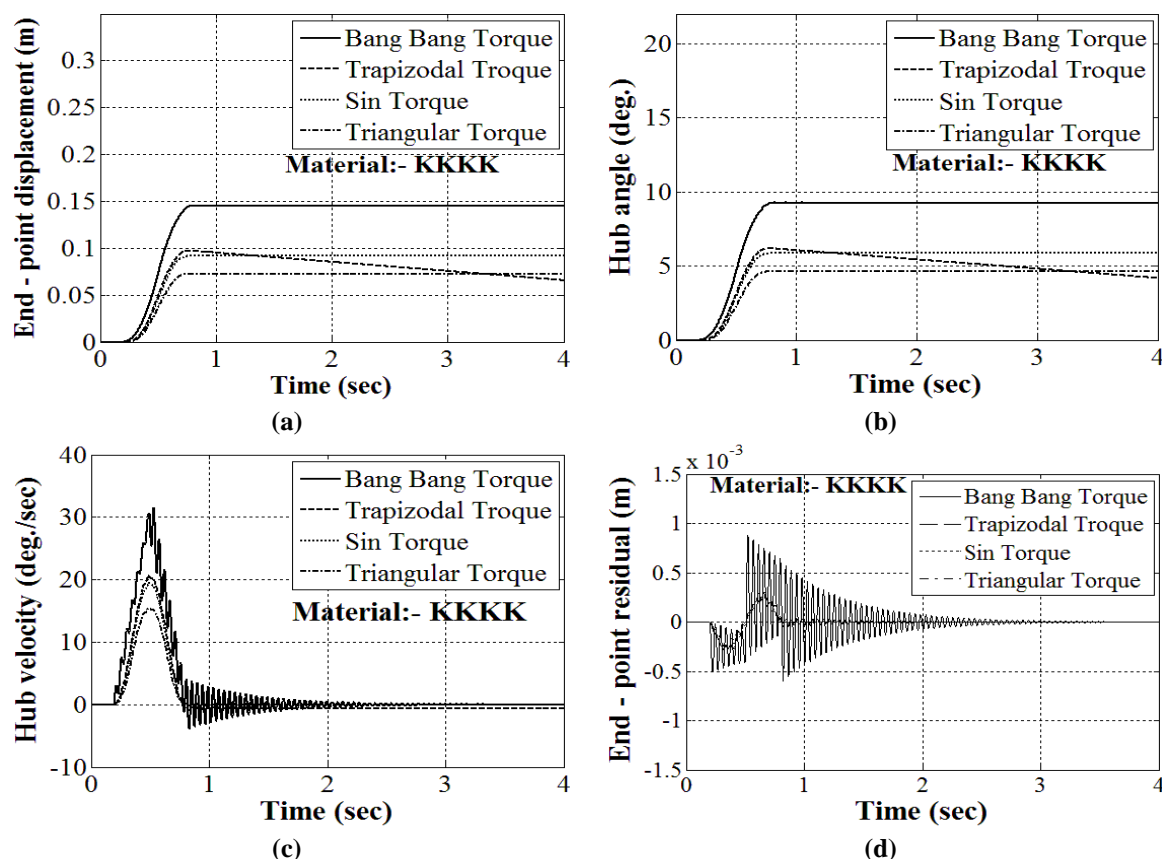 End - point displacement (m)
0.3
0.25
0.2
0.15
0.1
0.05
0
0
1
2
3
4
Bang Bang Torque
Trapizodal Troque
Sin Torque
Triangular Torque
Material:- KKKK
Time (sec)
(a)
Hub angle (deg.)
20
15
10
5
0
0
1
2
3
4
Bang Bang Torque
Trapizodal Troque
Sin Torque
Triangular Torque
Material:- KKKK
Time (sec)
(b)
Hub velocity (deg./sec)
40
30
20
10
0
-10
0
1
2
3
4
Bang Bang Torque
Trapizodal Troque
Sin Torque
Triangular Torque
Material:- KKKK
Time (sec)
(c)
End - point residual (m)
x 10-3
1.5
1
0.5
0
-0.5
-1
-1.5
0
1
2
3
4
Material:- KKKK
Bang Bang Torque
Trapizodal Troque
Sin Torque
Triangular Torque
Time (sec)
(d)